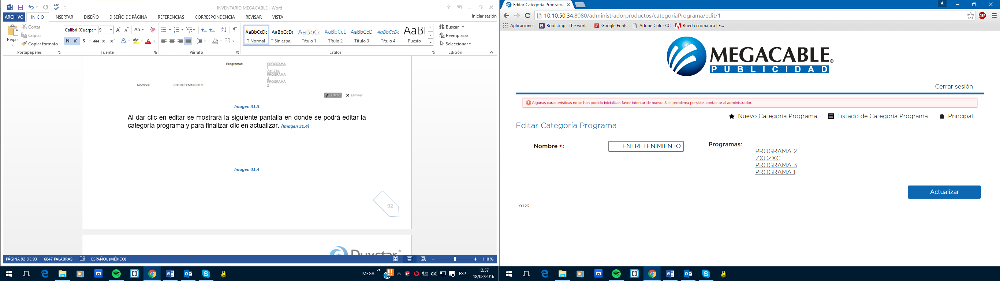 INVENTARIO MEGACABLE - Word
ARCHIVO INICIO INSERTAR DISEÑO DISEÑO DE PÁGINA REFERENCIAS CORRESPONDENCIA REVISAR VISTA Iniciar sesión
Pegar
Cortar
Copiar
Copiar formato
Portapapeles
Calibri (Cuerpo 9
N K S abc x₂ x²
Fuente
Párrafo
AaBbCcDc AaBbCcDc AaBbC( AaBbCcE AaBbCcD AaBbCcDc AaBl
¶ Normal ¶ Sin espa... Título 1 Título 2 Título 3 Título 4 Puesto
Estilos
Buscar
Reemplazar
Seleccionar
Edición
Programas:
PROGRAMA
1
ZXCZXC
PROGRAMA
3
PROGRAMA
2
Nombre: ENTRETENIMIENTO
Editar Eliminar
Imagen 31.3
Al dar clic en editar se mostrará la siguiente pantalla en donde se podrá editar la
categoría programa y para finalizar clic en actualizar. (Imagen 31.4)
Imagen 31.4
92
Duvstar®
PÁGINA 92 DE 93 6847 PALABRAS ESPAÑOL (MÉXICO) 110 %
MEGA ESP 12:57
18/02/2016
Editar Categoría Programa
10.10.50.34:8080/administradorproductos/categoriaPrograma/edit/1
ABP
Aplicaciones Bootstrap · The worl... Google Fonts Adobe Color CC Rueda cromática | E...
MEGACABLE®
PUBLICIDAD
Cerrar sesión
Algunas características no se han podido inicializar, favor intentar de nuevo. Si el problema persiste, contactar al administrador.
Nuevo Categoría Programa Listado de Categoría Programa Principal
Editar Categoría Programa
Nombre *: ENTRETENIMIENTO
Programas:
PROGRAMA 2
ZXCZXC
PROGRAMA 3
PROGRAMA 1
Actualizar
0.1.23